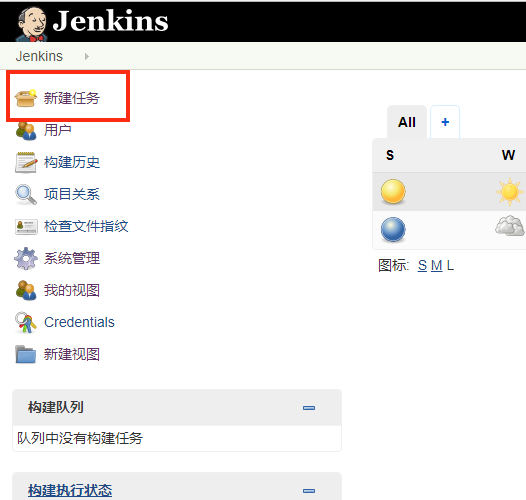 Jenkins
Jenkins
新建任务
用户
构建历史
项目关系
检查文件指纹
系统管理
我的视图
Credentials
新建视图
构建队列
队列中没有构建任务
构建执行状态
All +
S W
图标: S M L